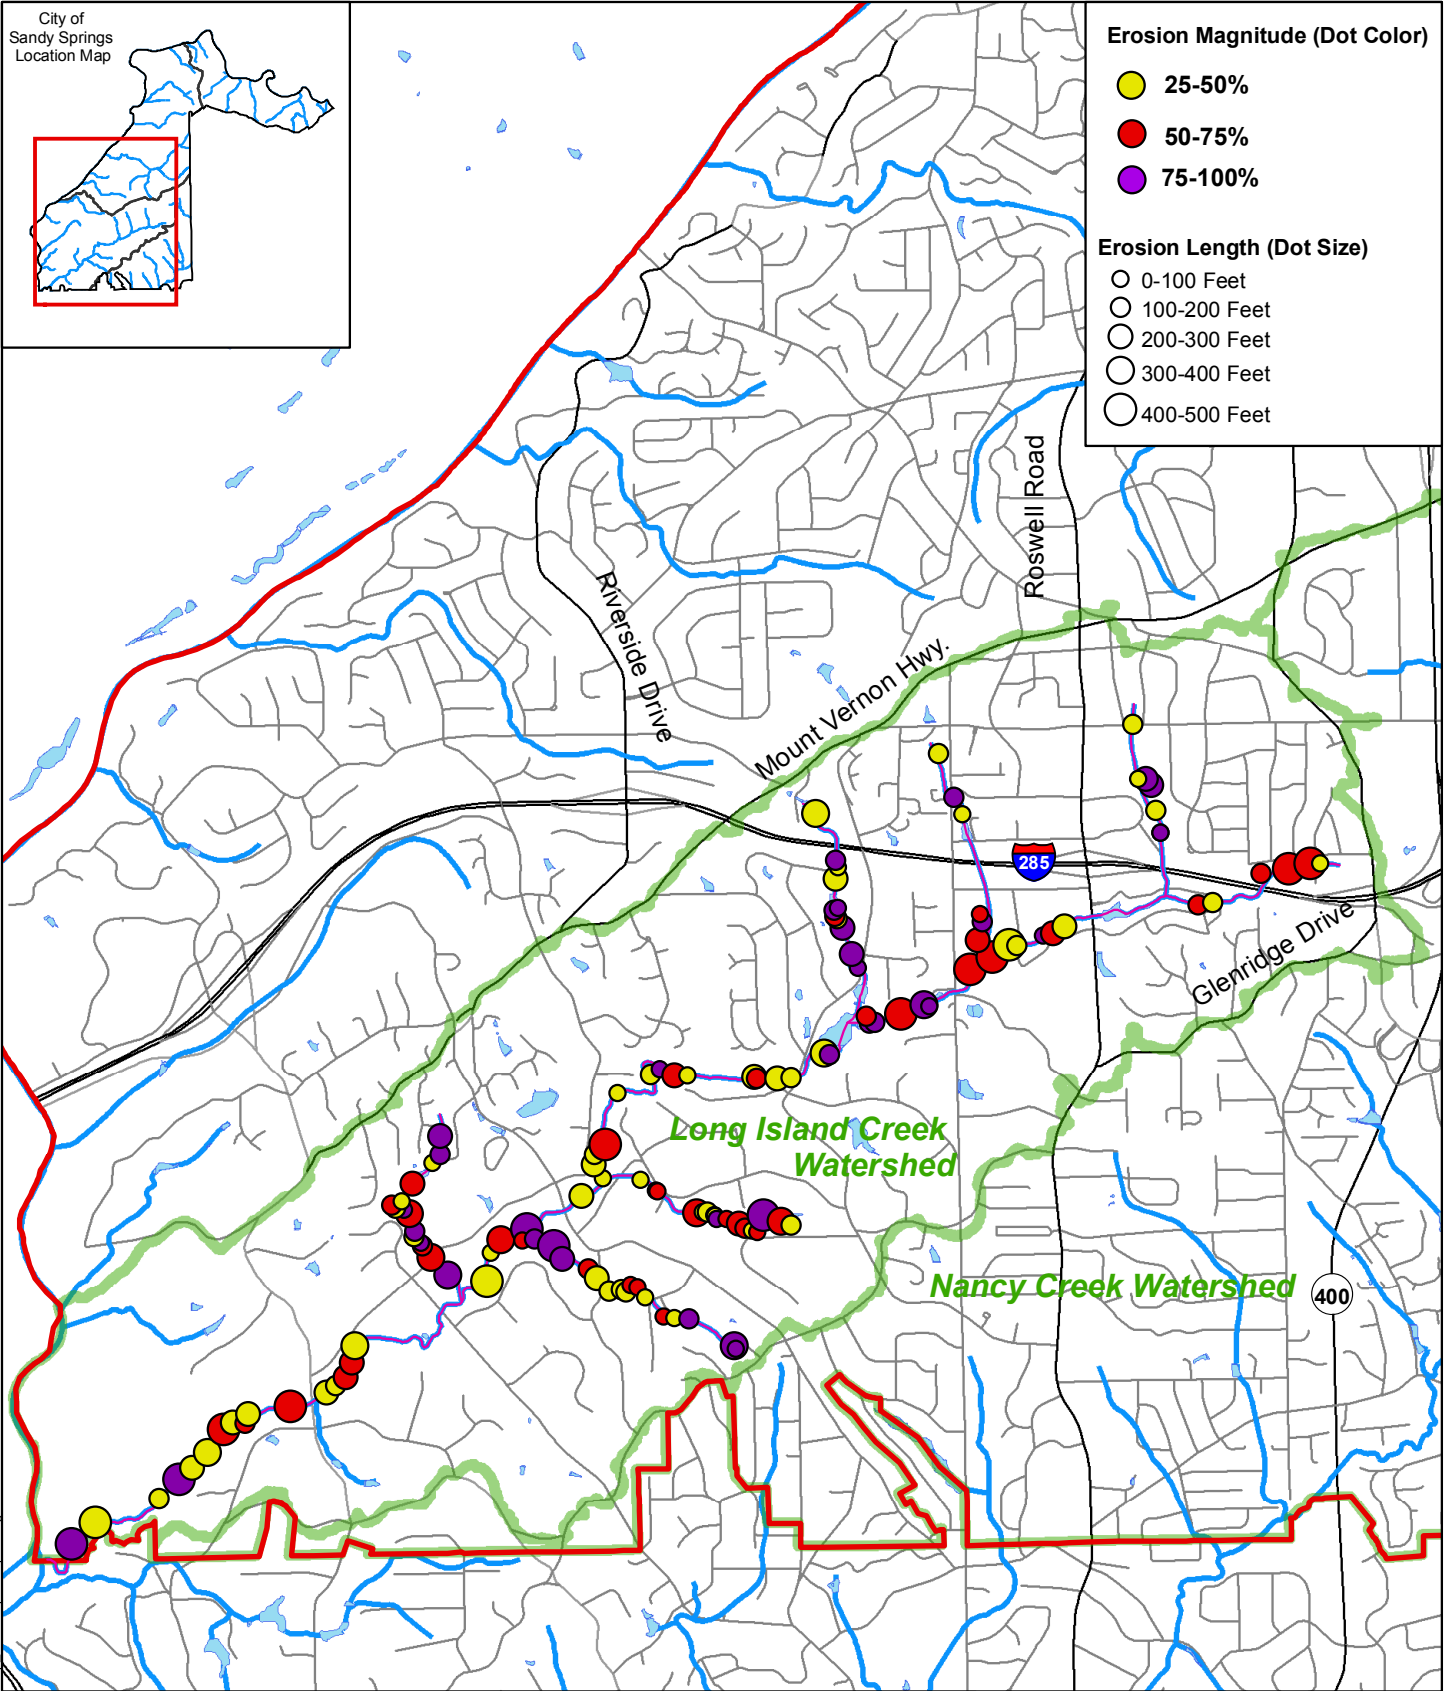 City of
Sandy Springs
Location Map
Erosion Magnitude (Dot Color)
25-50%
50-75%
75-100%
Erosion Length (Dot Size)
0-100 Feet
100-200 Feet
200-300 Feet
300-400 Feet
400-500 Feet
Roswell Road
Riverside Drive
Mount Vernon Hwy.
285
Glenridge Drive
Long Island Creek
Watershed
Nancy Creek Watershed
400